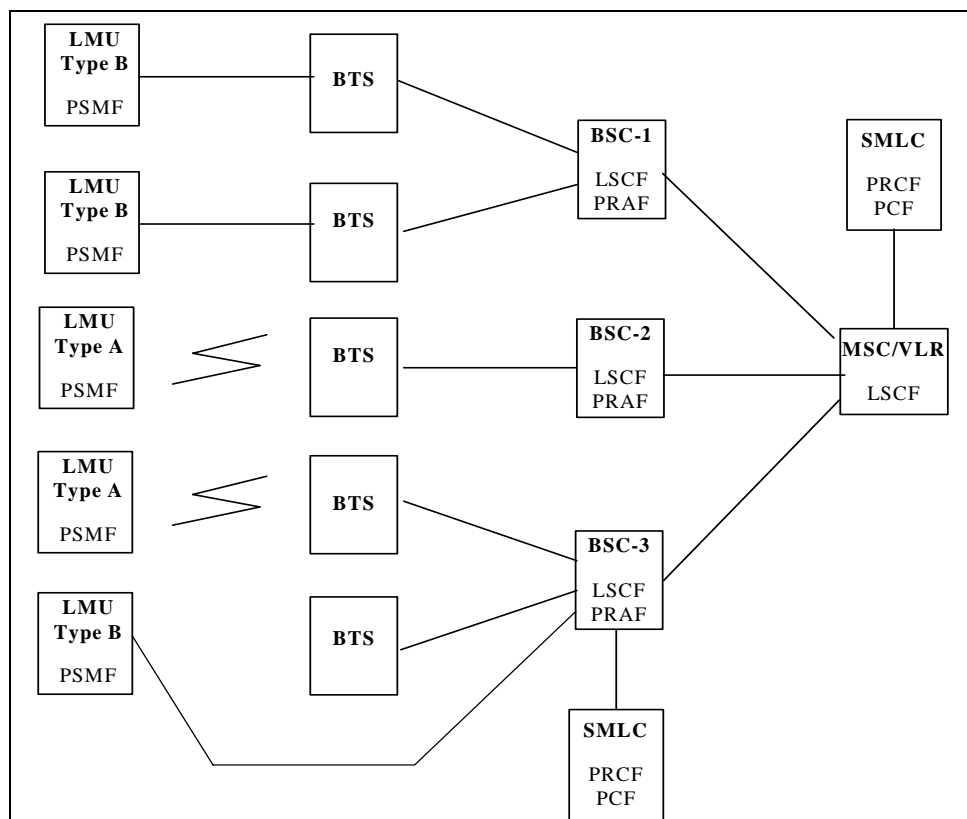 LMU
Type B
PSMF
BTS
BSC-1
LSCF
PRAF
SMLC
PRCF
PCF
LMU
Type B
PSMF
BTS
LMU
Type A
PSMF
BTS
BSC-2
LSCF
PRAF
MSC/VLR
LSCF
LMU
Type A
PSMF
BTS
BSC-3
LSCF
PRAF
LMU
Type B
PSMF
BTS
SMLC
PRCF
PCF